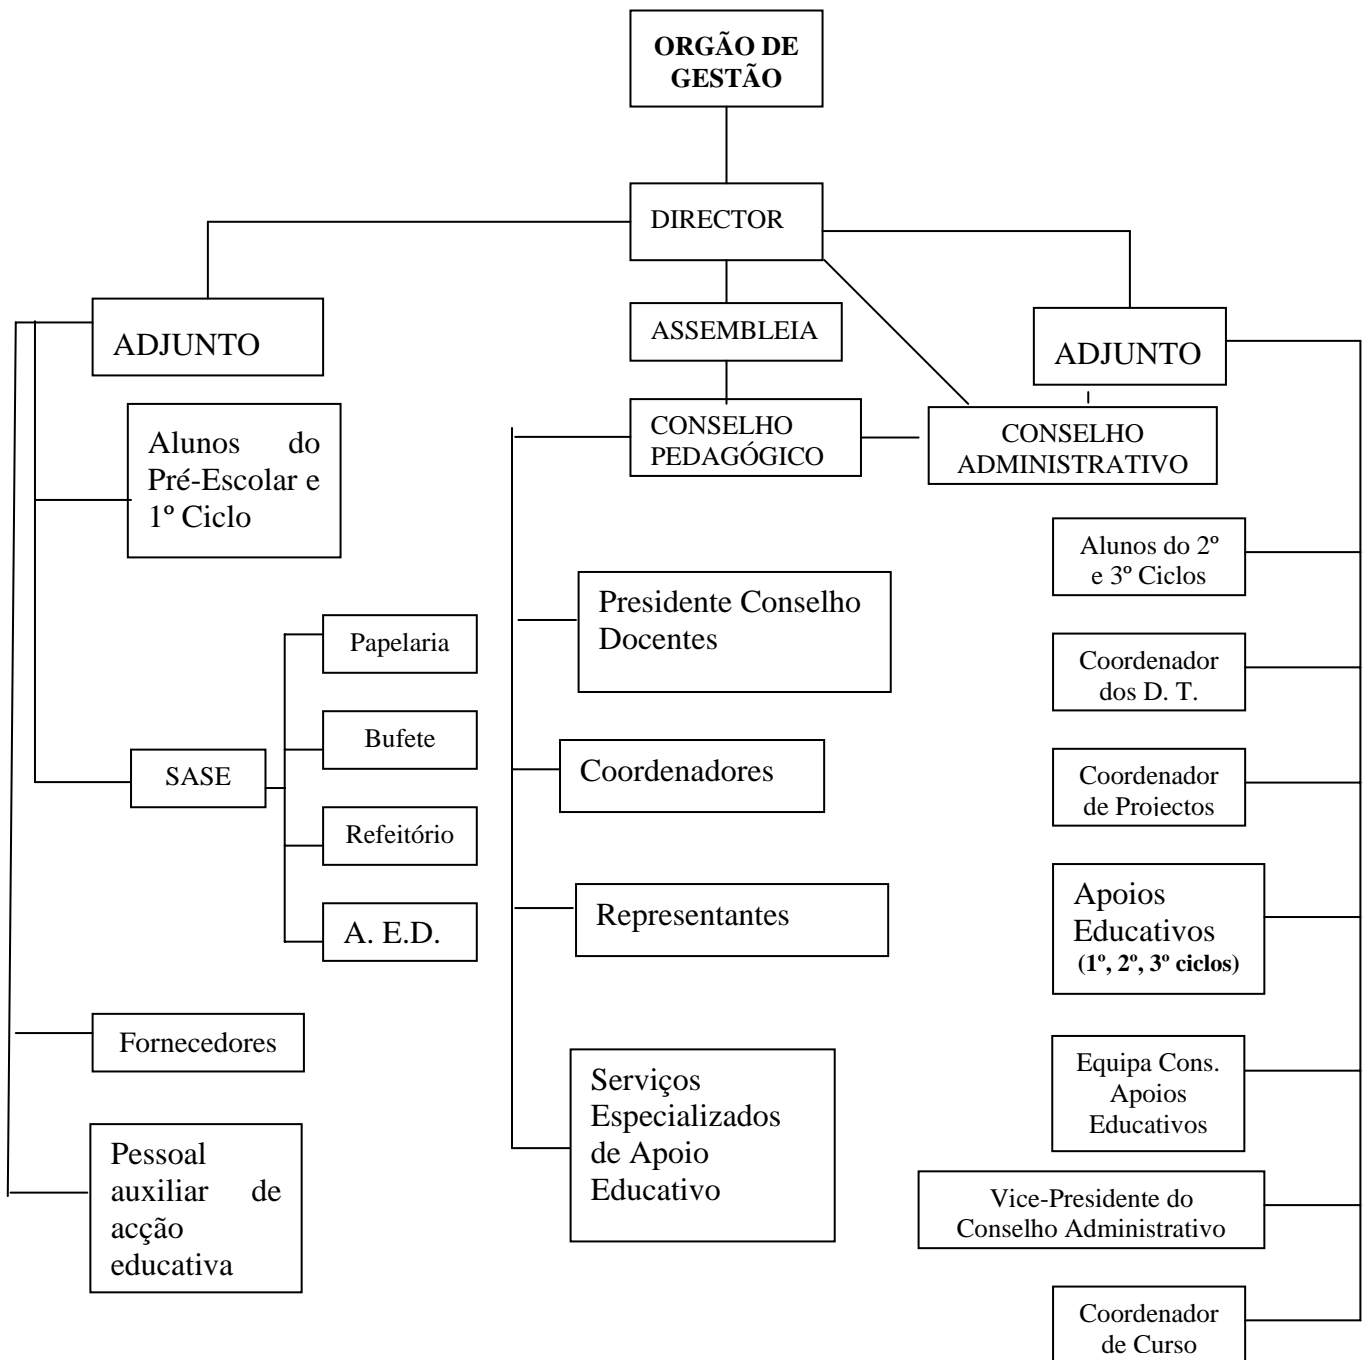 ORGÃO DE
GESTÃO
DIRECTOR
ADJUNTO
ASSEMBLEIA
ADJUNTO
CONSELHO
PEDAGÓGICO
CONSELHO
ADMINISTRATIVO
Alunos do
Pré-Escolar e
1º Ciclo
SASE
Papelaria
Bufete
Refeitório
A. E.D.
Fornecedores
Pessoal
auxiliar de
acção
educativa
Presidente Conselho
Docentes
Coordenadores
Representantes
Serviços
Especializados
de Apoio
Educativo
Alunos do 2º
e 3º Ciclos
Coordenador
dos D. T.
Coordenador
de Projectos
Apoios
Educativos
(1º, 2º, 3º ciclos)
Equipa Cons.
Apoios
Educativos
Vice-Presidente do
Conselho Administrativo
Coordenador
de Curso